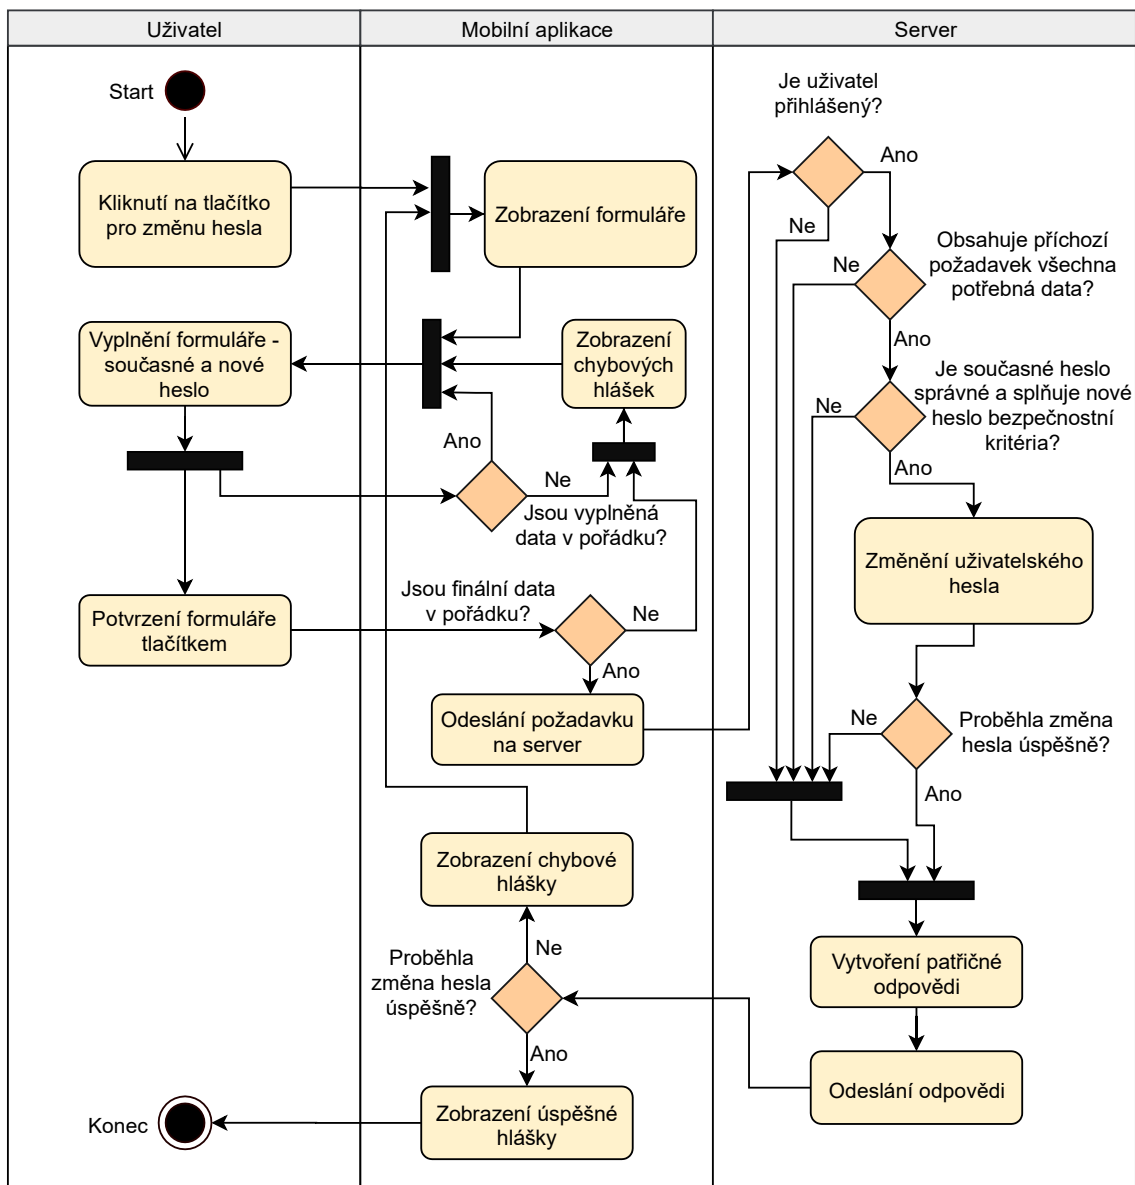 Uživatel
Mobilní aplikace
Server
Start
Kliknutí na tlačítko
pro změnu hesla
Zobrazení formuláře
Je uživatel
přihlášený?
Ano
Ne
Obsahuje příchozí
požadavek všechna
potřebná data?
Ne
Ano
Vyplnění formuláře -
současné a nové
heslo
Zobrazení
chybových
hlášek
Je současné heslo
správné a splňuje nové
heslo bezpečnostní
kritéria?
Ne
Ano
Ano
Ne
Jsou vyplněná
data v pořádku?
Změnění uživatelského
hesla
Potvrzení formuláře
tlačítkem
Jsou finální data
v pořádku?
Ne
Ano
Odeslání požadavku
na server
Ne
Proběhla změna
hesla úspěšně?
Ano
Zobrazení chybové
hlášky
Ne
Proběhla
změna hesla
úspěšně?
Ano
Vytvoření patřičné
odpovědi
Odeslání odpovědi
Zobrazení úspěšné
hlášky
Konec